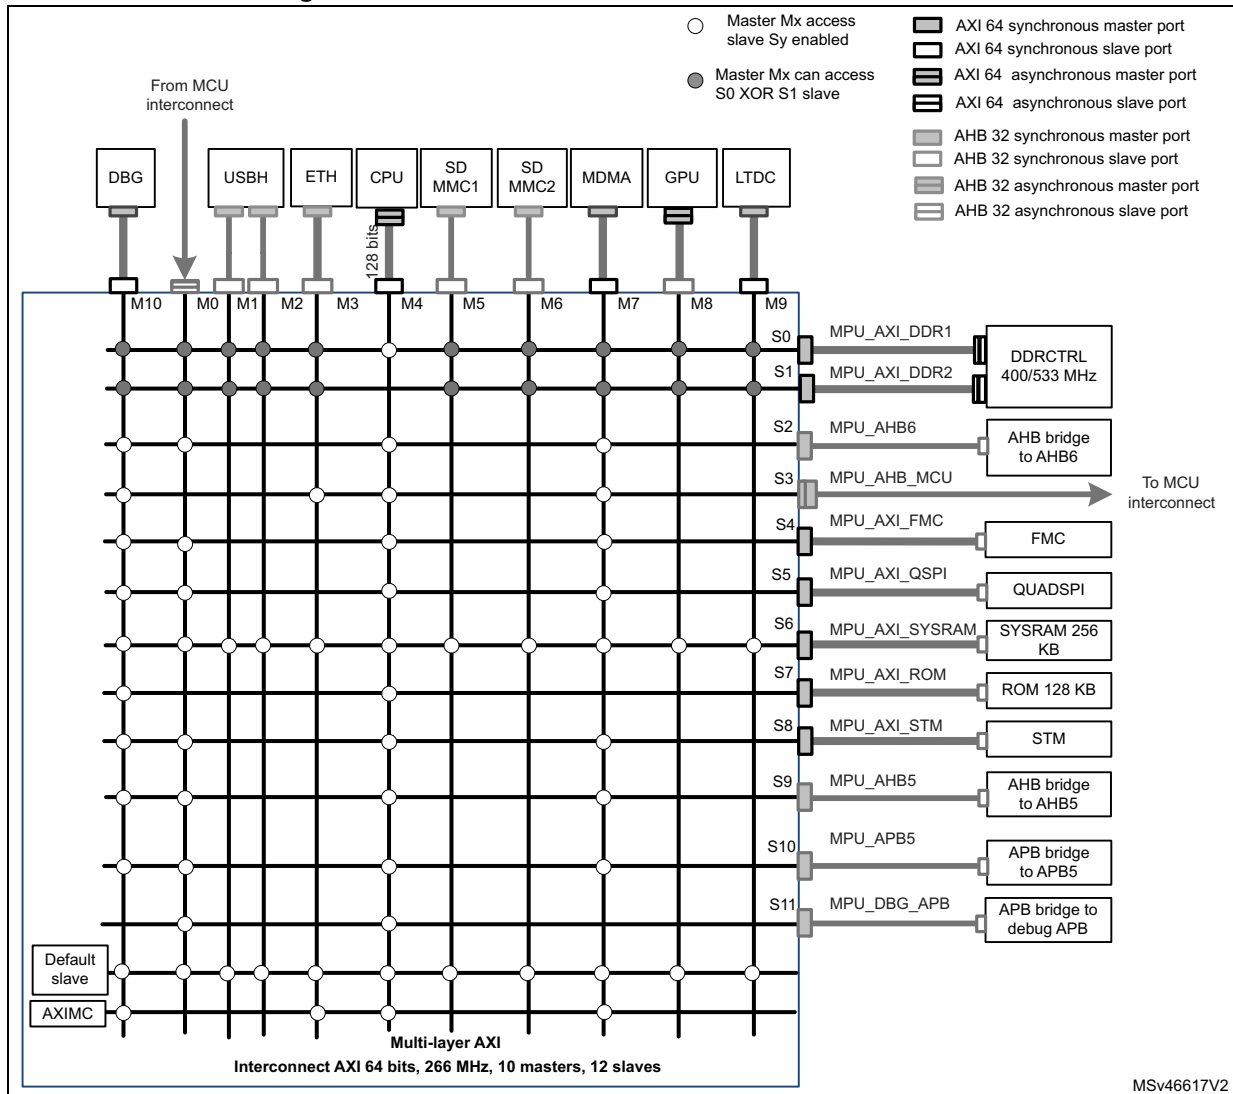 Master Mx access
slave Sy enabled
Master Mx can access
S0 XOR S1 slave
AXI 64 synchronous master port
AXI 64 synchronous slave port
AXI 64 asynchronous master port
AXI 64 asynchronous slave port
AHB 32 synchronous master port
AHB 32 synchronous slave port
AHB 32 asynchronous master port
AHB 32 asynchronous slave port
From MCU
interconnect
DBG
USBH
ETH
CPU
SD
MMC1
SD
MMC2
MDMA
GPU
LTDC
128 bits
M10
M0
M1
M2
M3
M4
M5
M6
M7
M8
M9
S0
MPU_AXI_DDR1
S1
MPU_AXI_DDR2
DDRCTRL
400/533 MHz
S2
MPU_AHB6
AHB bridge
to AHB6
S3
MPU_AHB_MCU
To MCU
interconnect
S4
MPU_AXI_FMC
FMC
S5
MPU_AXI_QSPI
QUADSPI
S6
MPU_AXI_SYSRAM
SYSRAM 256
KB
S7
MPU_AXI_ROM
ROM 128 KB
S8
MPU_AXI_STM
STM
S9
MPU_AHB5
AHB bridge
to AHB5
S10
MPU_APB5
APB bridge
to APB5
S11
MPU_DBG_APB
APB bridge to
debug APB
Default
slave
AXIMC
Multi-layer AXI
Interconnect AXI 64 bits, 266 MHz, 10 masters, 12 slaves
MSv46617V2